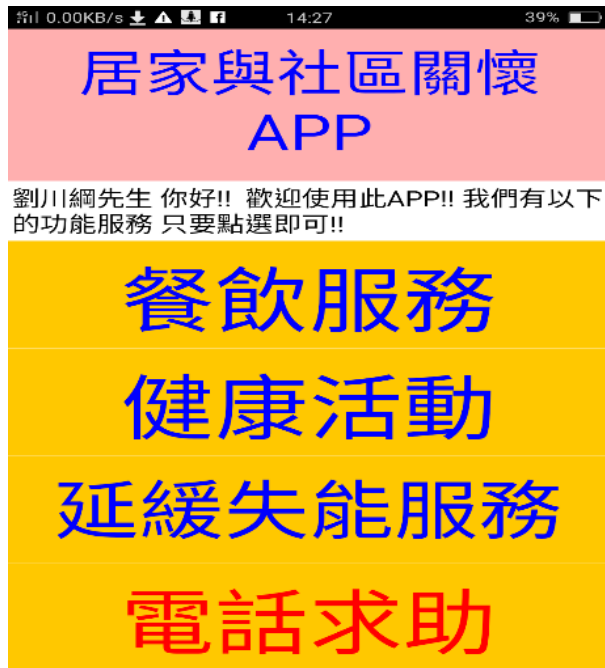 0.00KB/s 14:27 39%
居家與社區關懷
APP
劉川綱先生 你好!! 歡迎使用此APP!! 我們有以下
的功能服務 只要點選即可!!
餐飲服務
健康活動
延緩失能服務
電話求助